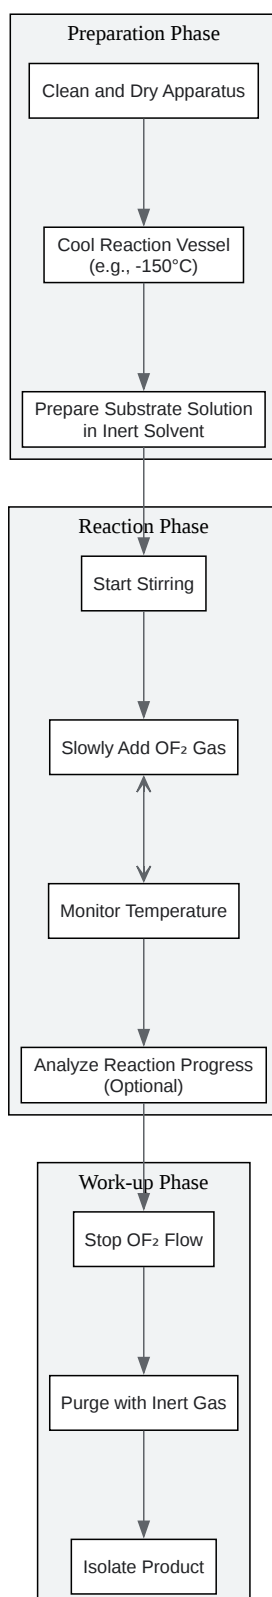 Preparation Phase
Clean and Dry Apparatus
Cool Reaction Vessel
(e.g., -150°C)
Prepare Substrate Solution
in Inert Solvent
Reaction Phase
Start Stirring
Slowly Add OF₂ Gas
Monitor Temperature
Analyze Reaction Progress
(Optional)
Work-up Phase
Stop OF₂ Flow
Purge with Inert Gas
Isolate Product